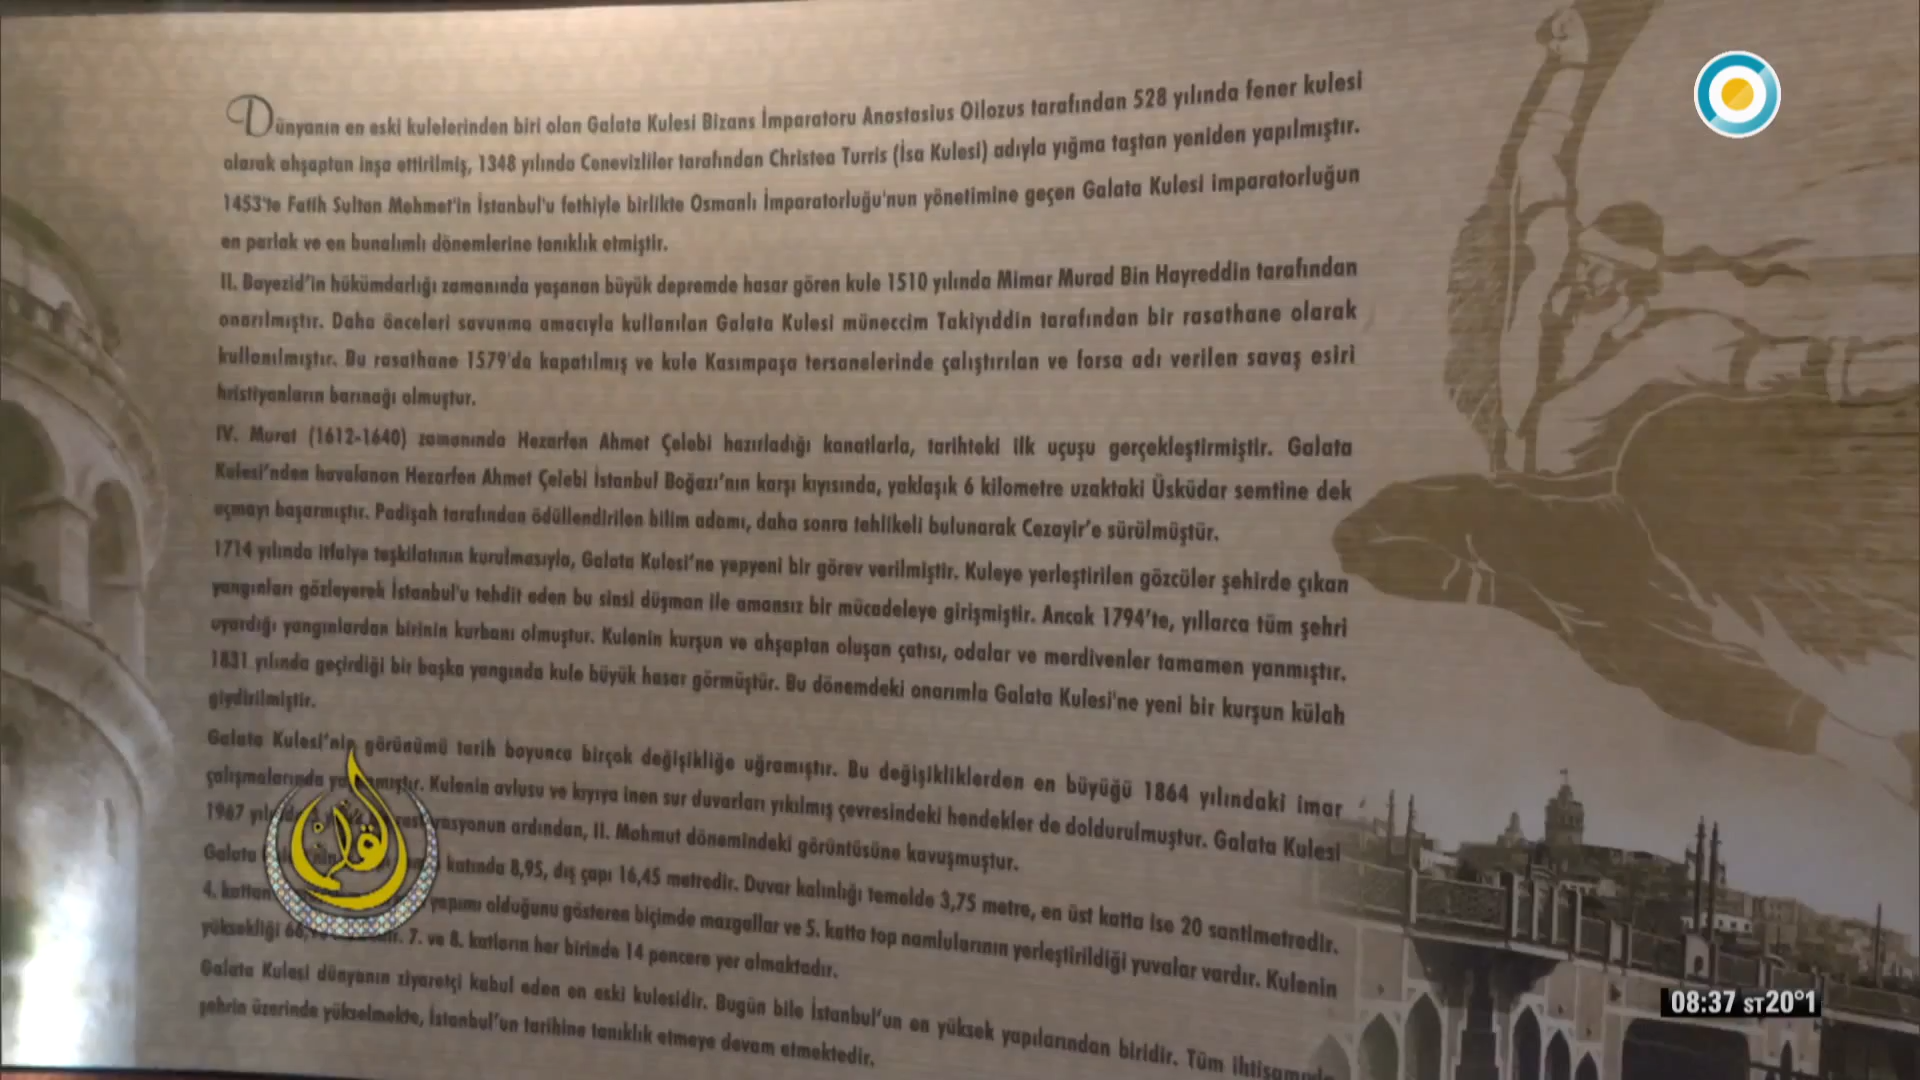 Dünyanın en eski kulelerinden biri olan Galata Kulesi Bizans İmparatoru Anastasius Oilozus tarafından 528 yılında fener kulesi
olarak ahşaptan inşa ettirilmiş, 1348 yılında Cenevizliler tarafından Christea Turris (İsa Kulesi) adıyla yığma taştan yeniden yapılmıştır.
1453'te Fatih Sultan Mehmet'in İstanbul'u fethiyle birlikte Osmanlı İmparatorluğu'nun yönetimine geçen Galata Kulesi imparatorluğun
en parlak ve en bunalımlı dönemlerine tanıklık etmiştir.
II. Bayezid'in hükümdarlığı zamanında yaşanan büyük depremde hasar gören kule 1510 yılında Mimar Murad Bin Hayreddin tarafından
onarılmıştır. Daha önceleri savunma amacıyla kullanılan Galata Kulesi müneccim Takiyıddin tarafından bir rasathane olarak
kullanılmıştır. Bu rasathane 1579'da kapatılmış ve kule Kasımpaşa tersanelerinde çalıştırılan ve forsa adı verilen savaş esiri
hristiyanların barınağı olmuştur.
IV. Murat (1612-1640) zamanında Hezarfen Ahmet Çelebi hazırladığı kanatlarla, tarihteki ilk uçuşu gerçekleştirmiştir. Galata
Kulesi'nden havalanan Hezarfen Ahmet Çelebi İstanbul Boğazı'nın karşı kıyısında, yaklaşık 6 kilometre uzaktaki Üsküdar semtine dek
uçmayı başarmıştır. Padişah tarafından ödüllendirilen bilim adamı, daha sonra tehlikeli bulunarak Cezayir'e sürülmüştür.
1714 yılında itfaiye teşkilatının kurulmasıyla, Galata Kulesi'ne yepyeni bir görev verilmiştir. Kuleye yerleştirilen gözcüler şehirde çıkan
yangınları gözleyerek İstanbul'u tehdit eden bu sinsi düşman ile amansız bir mücadeleye girişmiştir. Ancak 1794'te, yıllarca tüm şehri
uyardığı yangınlardan birinin kurbanı olmuştur. Kulenin kurşun ve ahşaptan oluşan çatısı, odalar ve merdivenler tamamen yanmıştır.
1831 yılında geçirdiği bir başka yangında kule büyük hasar görmüştür. Bu dönemdeki onarımla Galata Kulesi'ne yeni bir kurşun külah
giydirilmiştir.
Galata Kulesi'nin görünümü tarih boyunca birçok değişikliğe uğramıştır. Bu değişikliklerden en büyüğü 1864 yılındaki imar
çalışmalarında Kulenin avlusu ve kıyıya inen sur duvarları yıkılmış çevresindeki hendekler de doldurulmuştur. Galata Kulesi
1967 ardından, II. Mahmut dönemindeki görüntüsüne kavuşmuştur.
Galata katında 8,95, dış çapı 16,45 metredir. Duvar kalınlığı temelde 3,75 metre, en üst katta ise 20 santimetredir.
4. kattan yapımı olduğunu gösteren biçimde mazgallar ve 5. katta top namlularının yerleştirildiği yuvalar vardır. Kulenin
yüksekliği 7. ve 8. katların her birinde 14 pencere yer almaktadır.
Galata Kulesi dünyanın ziyaretçi kabul eden en eski kulesidir. Bugün bile İstanbul'un en yüksek yapılarından biridir. Tüm ihtişamıyla
şehrin üzerinde yükselmekte, İstanbul'un tarihine tanıklık etmeye devam etmektedir.
القرآن
08:37 ST20°1